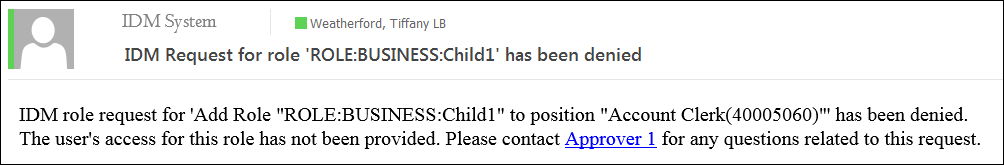 IDM System
Weatherford, Tiffany LB
IDM Request for role 'ROLE:BUSINESS:Child1' has been denied
IDM role request for 'Add Role "ROLE:BUSINESS:Child1" to position "Account Clerk(40005060)"' has been denied.
The user's access for this role has not been provided. Please contact Approver 1 for any questions related to this request.